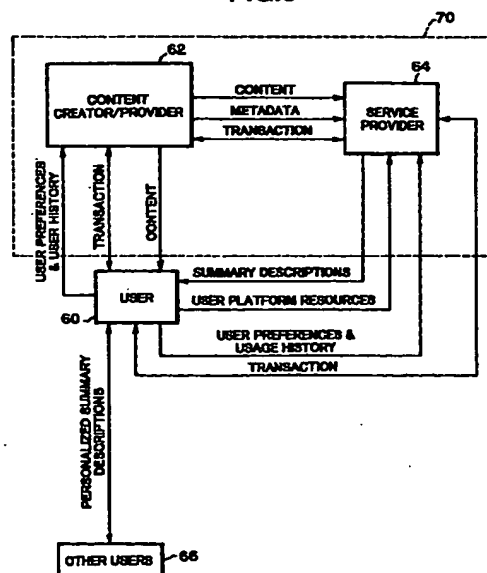 70
62
64
CONTENT
CREATOR/PROVIDER
CONTENT
METADATA
TRANSACTION
SERVICE
PROVIDER
USER PREFERENCES
& USER HISTORY
TRANSACTION
CONTENT
SUMMARY DESCRIPTIONS
USER
60
USER PLATFORM RESOURCES
USER PREFERENCES &
USAGE HISTORY
TRANSACTION
PERSONALIZED SUMMARY
DESCRIPTIONS
OTHER USERS
66